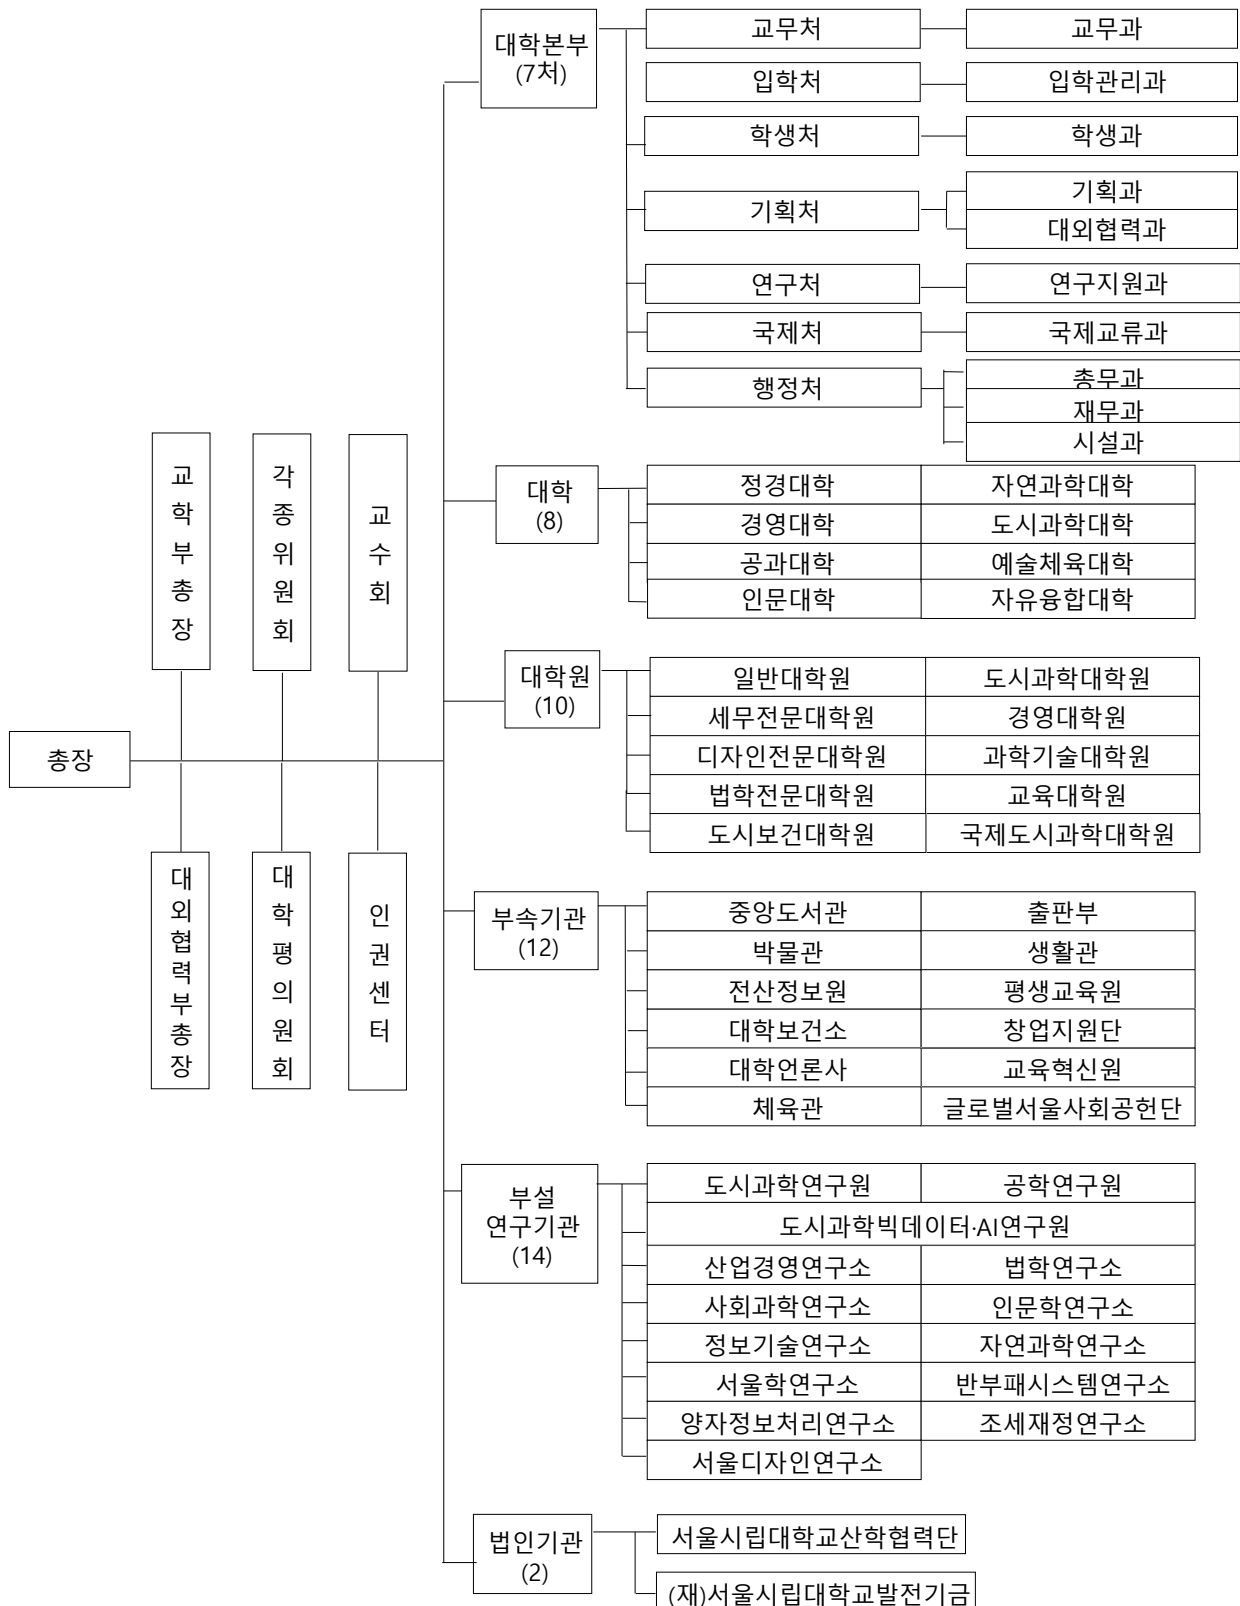 대학본부
(7처)
교무처
교무과
입학처
입학관리과
학생처
학생과
기획처
기획과
대외협력과
연구처
연구지원과
국제처
국제교류과
행정처
총무과
재무과
시설과
교학부총장
각종위원회
교수회
총장
대외협력부총장
대학평의원회
인권센터
대학
(8)
정경대학
자연과학대학
경영대학
도시과학대학
공과대학
예술체육대학
인문대학
자유융합대학
대학원
(10)
일반대학원
도시과학대학원
세무전문대학원
경영대학원
디자인전문대학원
과학기술대학원
법학전문대학원
교육대학원
도시보건대학원
국제도시과학대학원
부속기관
(12)
중앙도서관
출판부
박물관
생활관
전산정보원
평생교육원
대학보건소
창업지원단
대학언론사
교육혁신원
체육관
글로벌서울사회공헌단
부설
연구기관
(14)
도시과학연구원
공학연구원
도시과학빅데이터·AI연구원
산업경영연구소
법학연구소
사회과학연구소
인문학연구소
정보기술연구소
자연과학연구소
서울학연구소
반부패시스템연구소
양자정보처리연구소
조세재정연구소
서울디자인연구소
법인기관
(2)
서울시립대학교산학협력단
(재)서울시립대학교발전기금